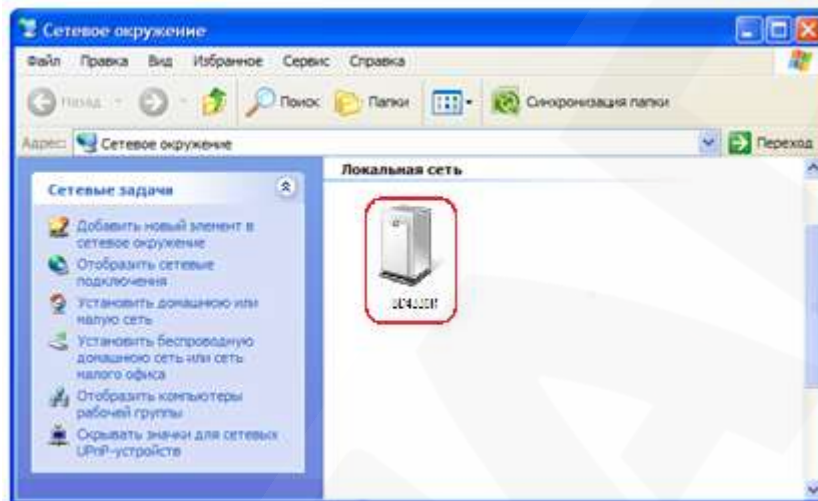 Сетевое окружение
Файл Правка Вид Избранное Сервис Справка
Назад Поиск Папки Синхронизация папки
Адрес: Сетевое окружение Переход
Сетевые задачи
Локальная сеть
Добавить новый элемент в
сетевое окружение
Отобразить сетевые
подключения
Установить домашнюю или
малую сеть
Установить беспроводную
домашнюю сеть или сеть
малого офиса
Отобразить компьютеры
рабочей группы
Скрывать значки для сетевых
UPnP-устройств